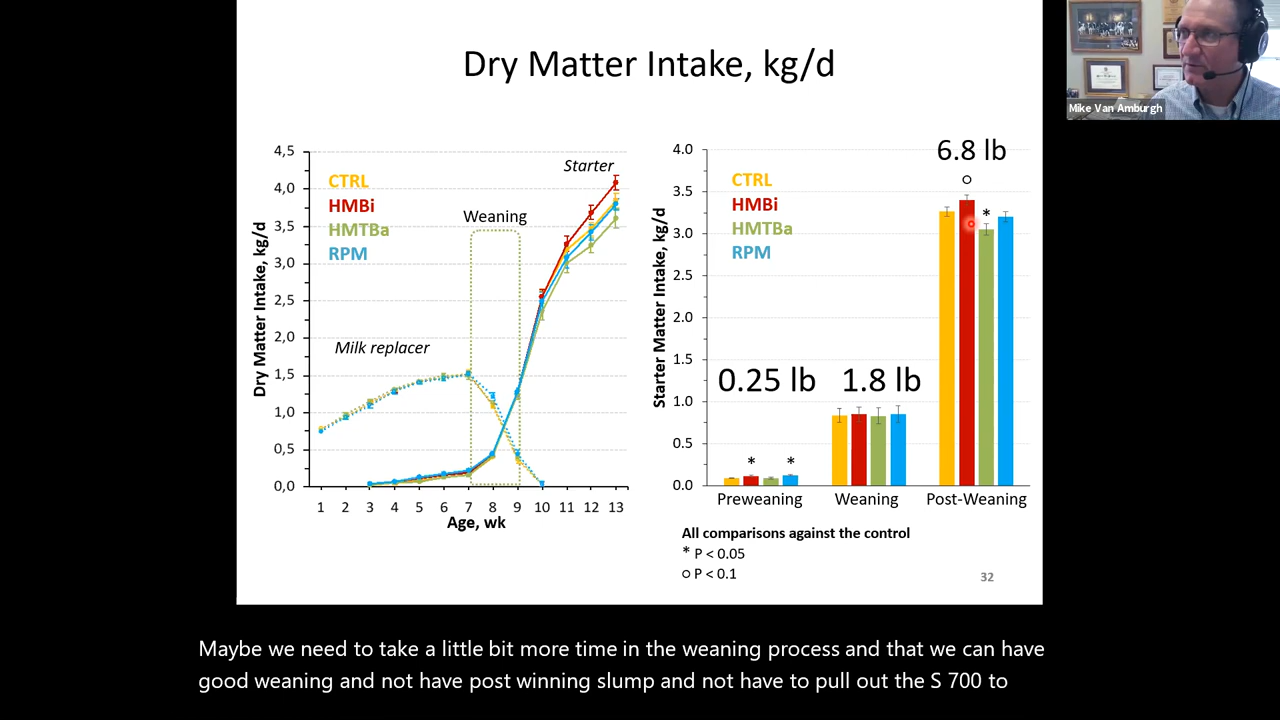 Dry Matter Intake, kg/d
Mike Van Amburgh
Dry Matter Intake, kg/d
4,5
4,0
3,5
3,0
2,5
2,0
1,5
1,0
0,5
0,0
CTRL
HMBi
HMTBa
RPM
Starter
Weaning
Milk replacer
1 2 3 4 5 6 7 8 9 10 11 12 13
Age, wk
Starter Matter Intake, kg/d
4.0
3.5
3.0
2.5
2.0
1.5
1.0
0.5
0.0
CTRL
HMBi
HMTBa
RPM
6.8 lb
*
0.25 lb 1.8 lb
* *
Preweaning Weaning Post-Weaning
All comparisons against the control
* P < 0.05
○ P < 0.1
32
Maybe we need to take a little bit more time in the weaning process and that we can have
good weaning and not have post winning slump and not have to pull out the S 700 to